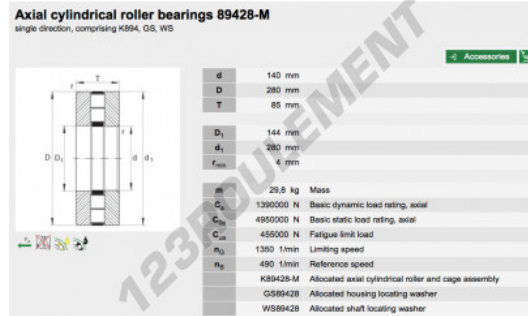 Axial cylindrical roller bearings 89428-M
single direction, comprising K894, GS, WS
Accessories
T
r
r
D D₁ d d₁
d 140 mm
D 280 mm
T 85 mm
D₁ 144 mm
d₁ 280 mm
rmin 4 mm
m 29,8 kg Mass
Ca 1390000 N Basic dynamic load rating, axial
C0a 4950000 N Basic static load rating, axial
Cua 455000 N Fatigue limit load
nG 1350 1/min Limiting speed
nB 490 1/min Reference speed
K89428-M Allocated axial cylindrical roller and cage assembly
GS89428 Allocated housing locating washer
WS89428 Allocated shaft locating washer
123ROULEMENT